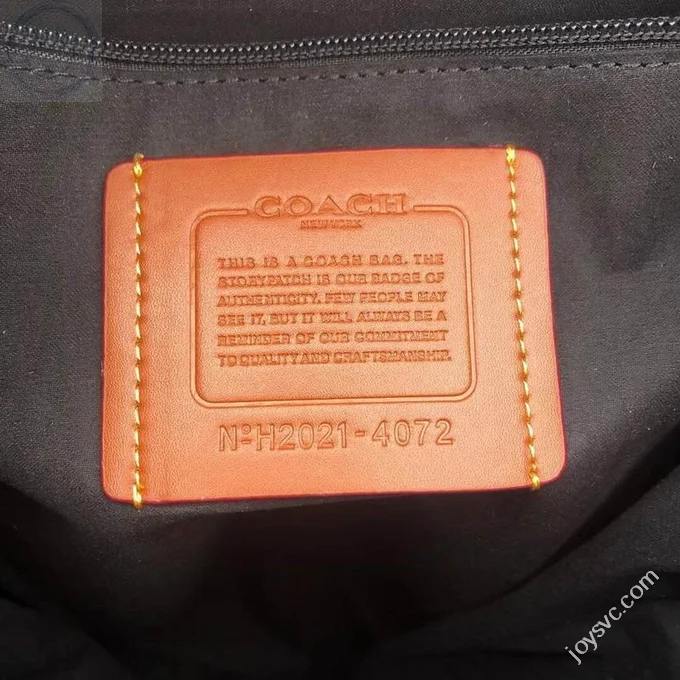 COACH
NEW YORK
THIS IS A COACH BAG. THE
STORYPATCH IS OUR BADGE OF
AUTHENTICITY. FEW PEOPLE MAY
SEE IT, BUT IT WILL ALWAYS BE A
REMINDER OF OUR COMMITMENT
TO QUALITY AND CRAFTSMANSHIP.
NºH2021-4072
joysvc.com